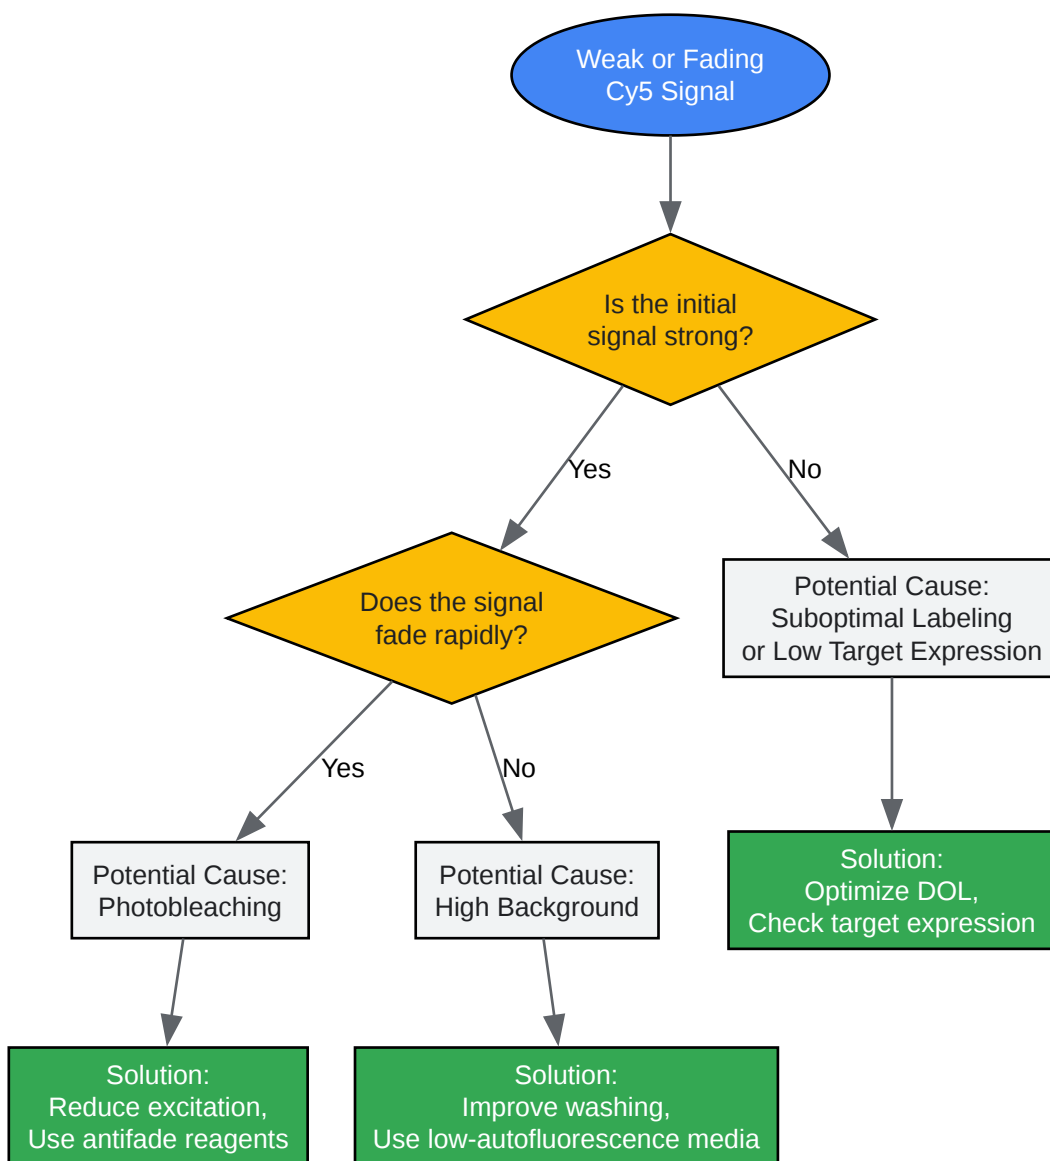 Weak or Fading
Cy5 Signal
Is the initial
signal strong?
Yes
No
Does the signal
fade rapidly?
Potential Cause:
Suboptimal Labeling
or Low Target Expression
Yes
No
Potential Cause:
Photobleaching
Potential Cause:
High Background
Solution:
Optimize DOL,
Check target expression
Solution:
Reduce excitation,
Use antifade reagents
Solution:
Improve washing,
Use low-autofluorescence media